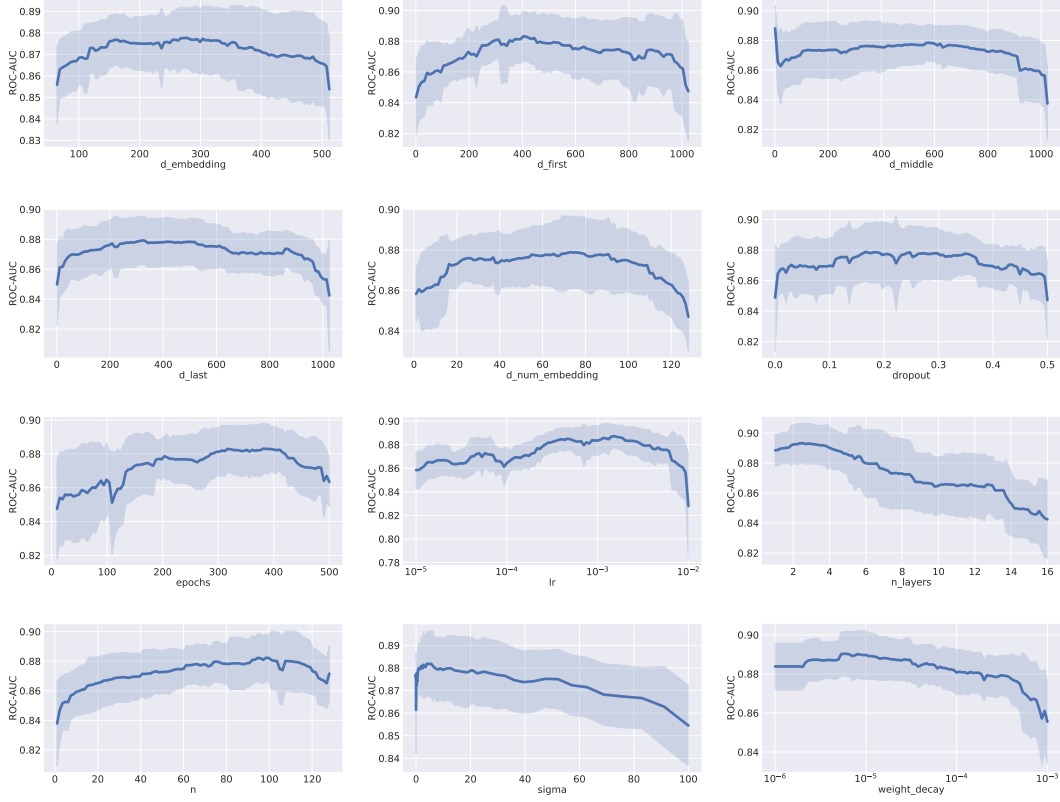 0.89
0.88
0.87
0.86
0.85
0.84
0.83
ROC-AUC
100 200 300 400 500
d_embedding
0.90
0.88
0.86
0.84
0.82
ROC-AUC
0 200 400 600 800 1000
d_first
0.90
0.88
0.86
0.84
0.82
ROC-AUC
0 200 400 600 800 1000
d_middle
0.90
0.88
0.86
0.84
0.82
ROC-AUC
0 200 400 600 800 1000
d_last
0.90
0.88
0.86
0.84
ROC-AUC
0 20 40 60 80 100 120
d_num_embedding
0.90
0.88
0.86
0.84
0.82
ROC-AUC
0.0 0.1 0.2 0.3 0.4 0.5
dropout
0.90
0.88
0.86
0.84
0.82
ROC-AUC
0 100 200 300 400 500
epochs
0.90
0.88
0.86
0.84
0.82
0.80
0.78
ROC-AUC
10⁻⁵ 10⁻⁴ 10⁻³ 10⁻²
lr
0.90
0.88
0.86
0.84
0.82
ROC-AUC
2 4 6 8 10 12 14 16
n_layers
0.90
0.88
0.86
0.84
0.82
ROC-AUC
0 20 40 60 80 100 120
n
0.89
0.88
0.87
0.86
0.85
0.84
ROC-AUC
0 20 40 60 80 100
sigma
0.90
0.88
0.86
0.84
ROC-AUC
10⁻⁶ 10⁻⁵ 10⁻⁴ 10⁻³
weight_decay